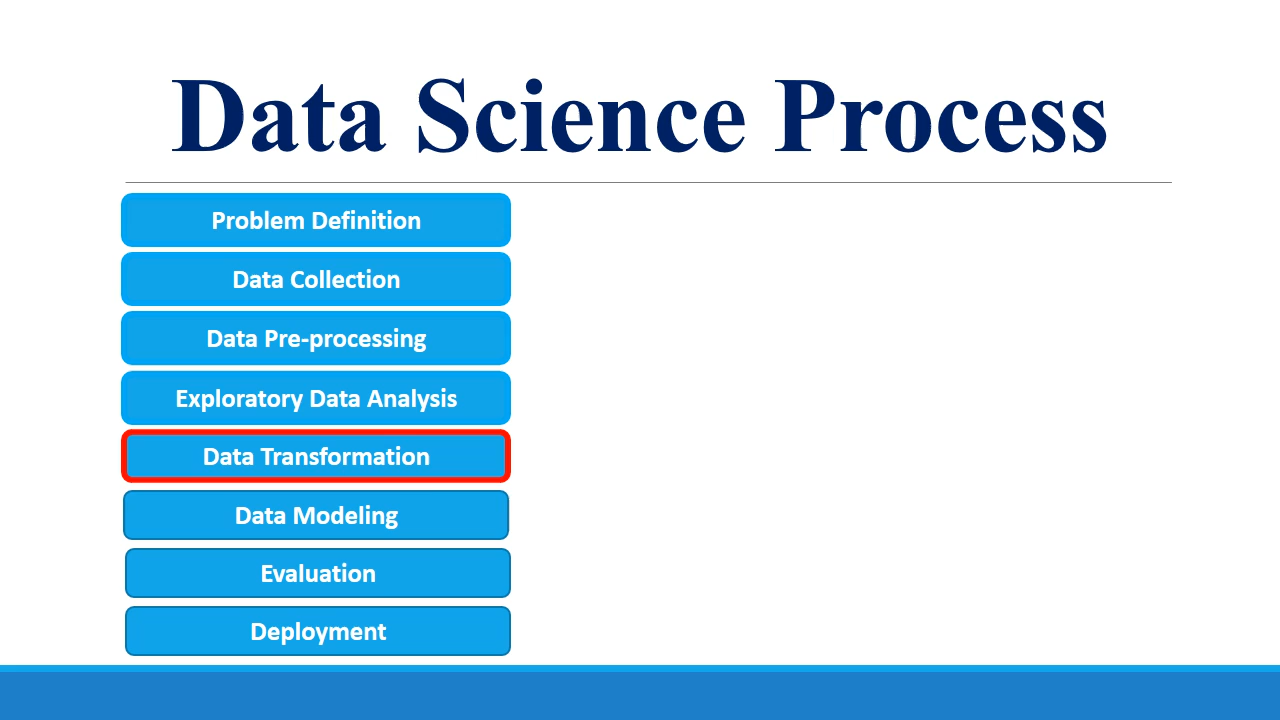 Data Science Process
Problem Definition
Data Collection
Data Pre-processing
Exploratory Data Analysis
Data Transformation
Data Modeling
Evaluation
Deployment